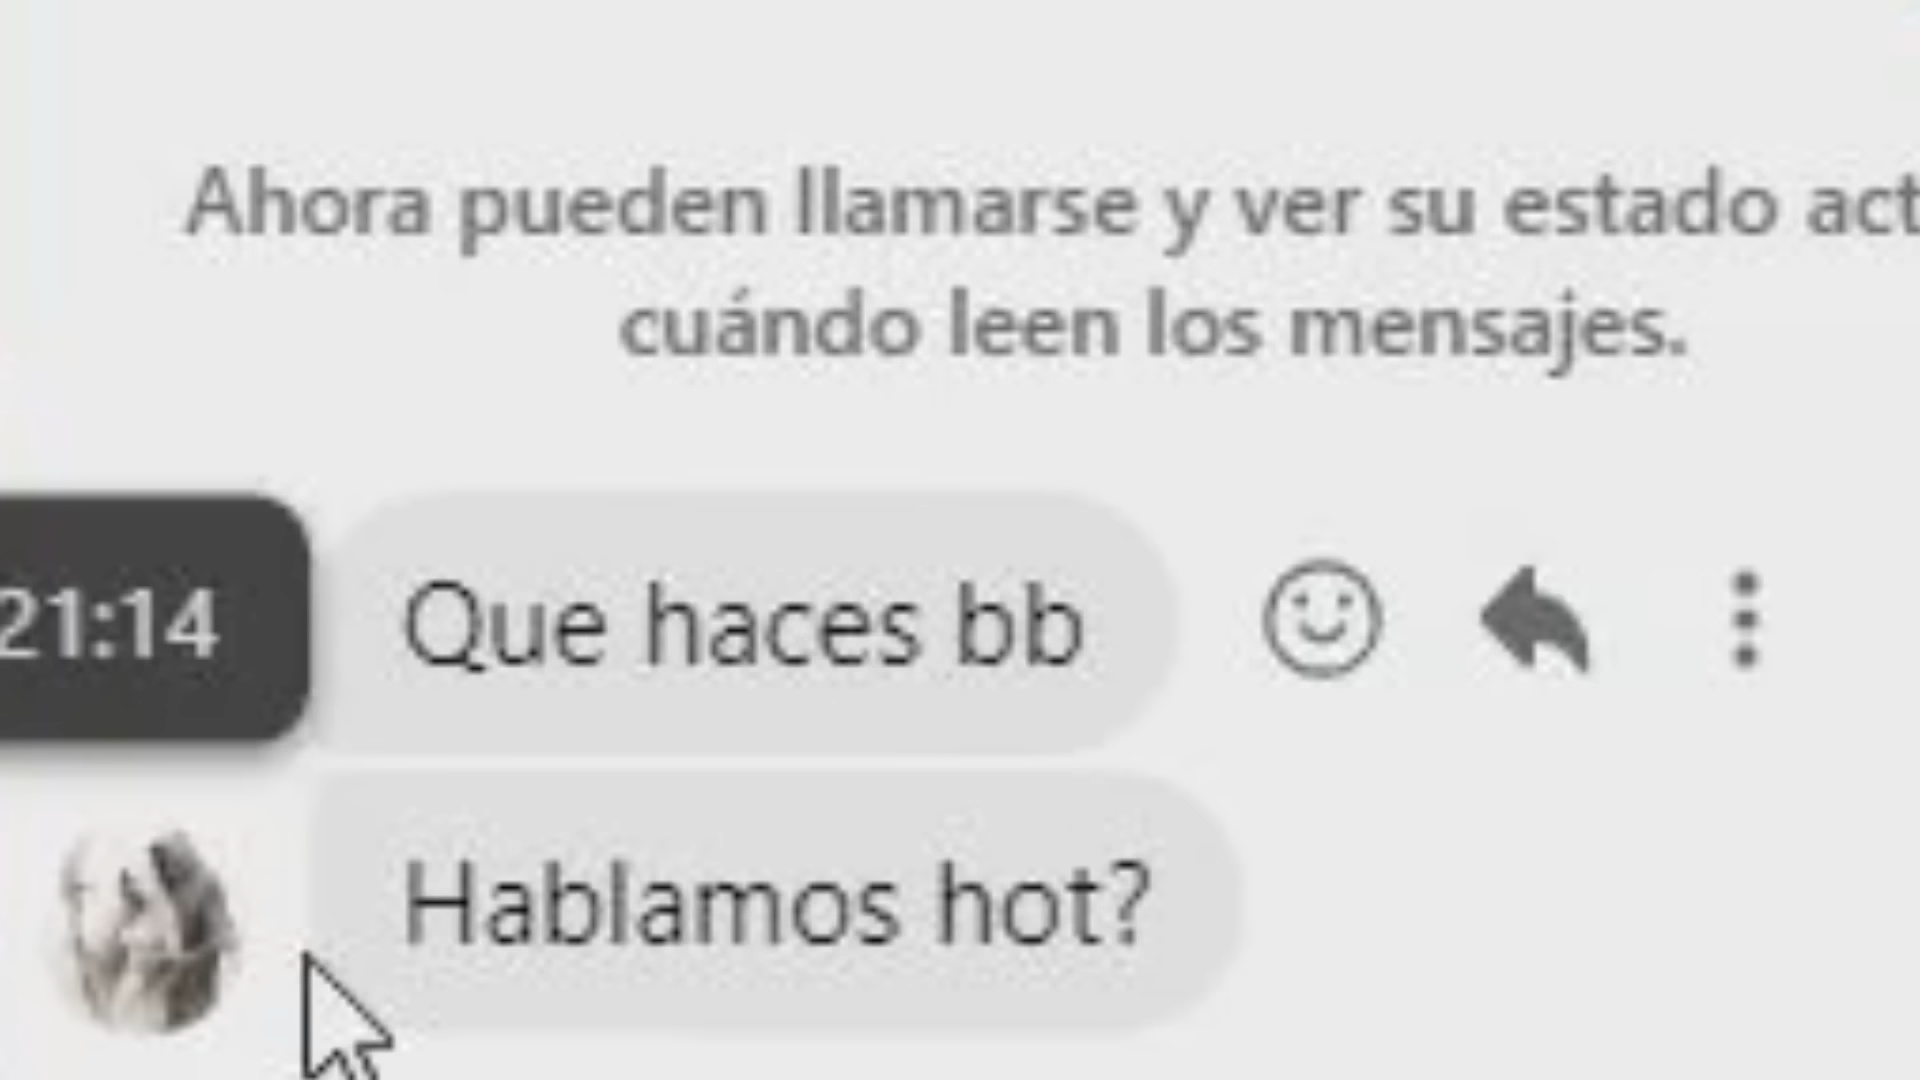 Ahora pueden llamarse y ver su estado act
cuándo leen los mensajes.
21:14
Que haces bb
Hablamos hot?